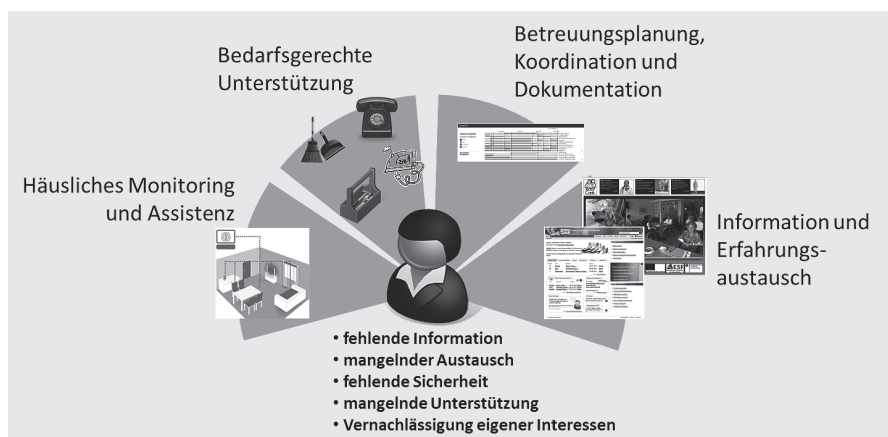 Bedarfsgerechte
Unterstützung
Betreuungsplanung,
Koordination und
Dokumentation
Häusliches Monitoring
und Assistenz
Information und
Erfahrungs-
austausch
• fehlende Information
• mangelnder Austausch
• fehlende Sicherheit
• mangelnde Unterstützung
• Vernachlässigung eigener Interessen